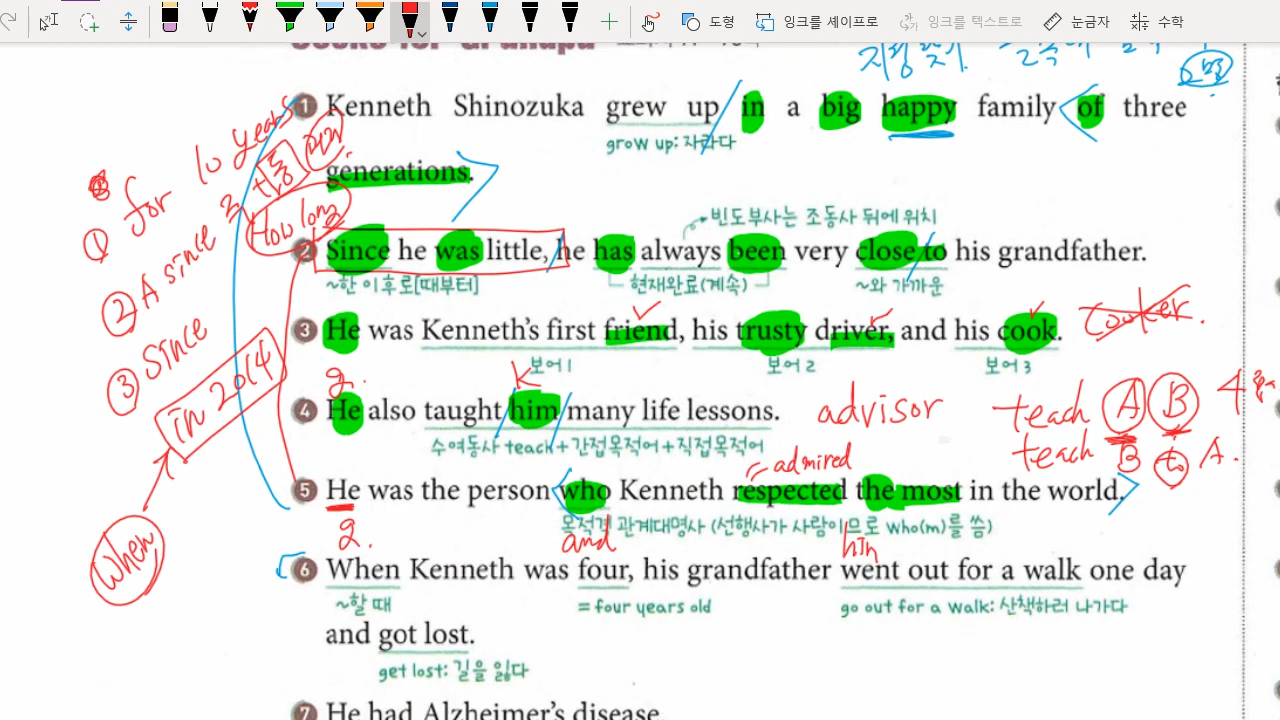 도형 잉크를 셰이프로 잉크를 텍스트로 눈금자 수학
① Kenneth Shinozuka grew up in a big happy family of three
grow up: 자라다
generations.
for 10 years
① A since
② A since
③ since
in 2014
When
How long
빈도부사는 조동사 뒤에 위치
② Since he was little, he has always been very close to his grandfather.
~한 이후로[때부터] 현재완료(계속) ~와 가까운
③ He was Kenneth's first friend, his trusty driver, and his cook. cooker.
보어 1 보어 2 보어 3
g. K
④ He also taught him many life lessons. advisor teach A B
수여동사 teach + 간접목적어 + 직접목적어 teach B to A.
admired
⑤ He was the person who Kenneth respected the most in the world.
g. 목적격 관계대명사 (선행사가 사람이므로 who(m)를 씀)
and him
⑥ When Kenneth was four, his grandfather went out for a walk one day
~할 때 = four years old go out for a walk: 산책하러 나가다
and got lost.
get lost: 길을 잃다
⑦ He had Alzheimer's disease.